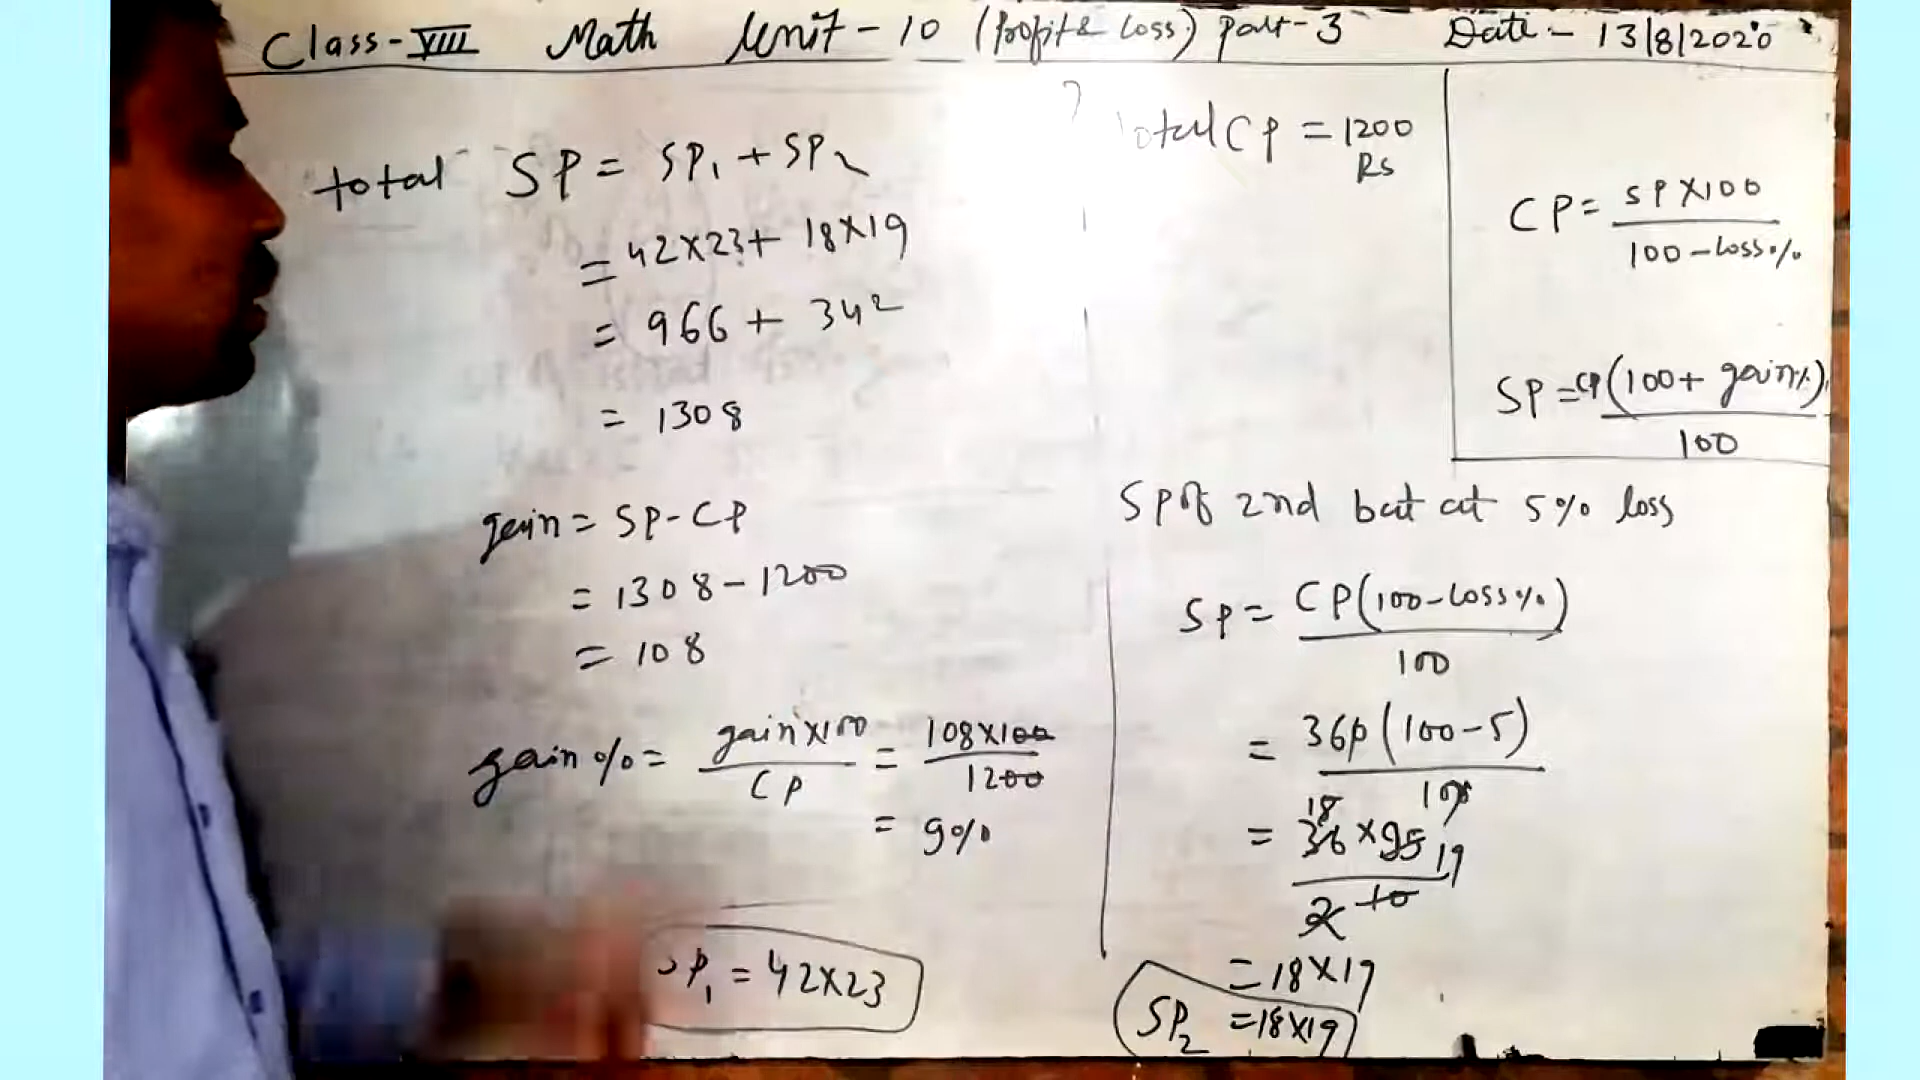 Class-VIII Math Unit-10 (Profit & Loss) part-3 Date - 13/8/2020
total SP = SP₁ + SP₂
= 42×23 + 18×19
= 966 + 342
= 1308
gain = SP-CP
= 1308-1200
= 108
gain % = gain×100 / CP = 108×100 / 1200
= 9%
SP₁ = 42×23
total CP = 1200
Rs
CP = SP×100 / 100-Loss%
SP = CP(100+ gain%) / 100
SP of 2nd bat at 5% loss
SP = CP(100-Loss%) / 100
= 360(100-5) / 100
= 36×95 / 10
18 19 2
= 18×19
SP₂ = 18×19